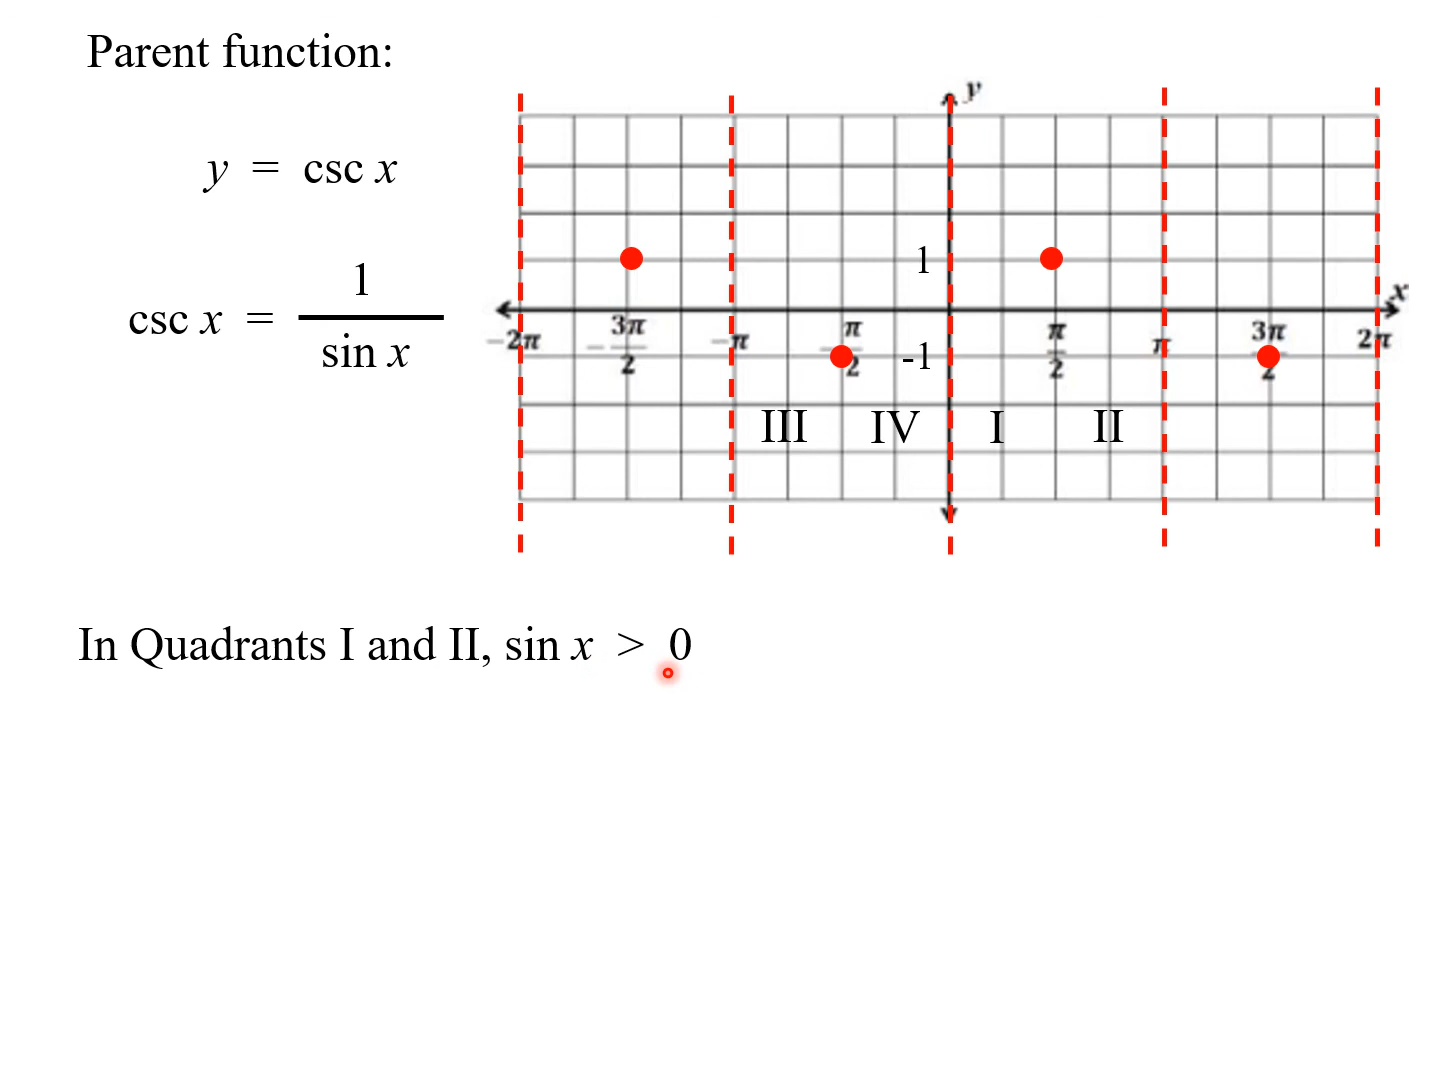 Parent function:
y = csc x
csc x = 1
sin x
y
x
1
-1
-2π
-3π
2
-π
-π
2
π
2
π
3π
2
2π
III IV I II
In Quadrants I and II, sin x > 0